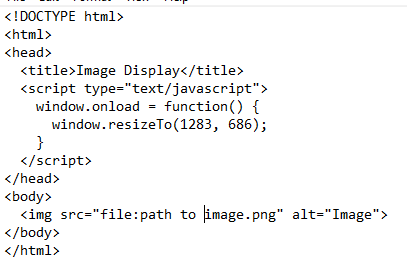 <!DOCTYPE html>
<html>
<head>
  <title>Image Display</title>
  <script type="text/javascript">
    window.onload = function() {
      window.resizeTo(1283, 686);
    }
  </script>
</head>
<body>
  <img src="file:path to image.png" alt="Image">
</body>
</html>